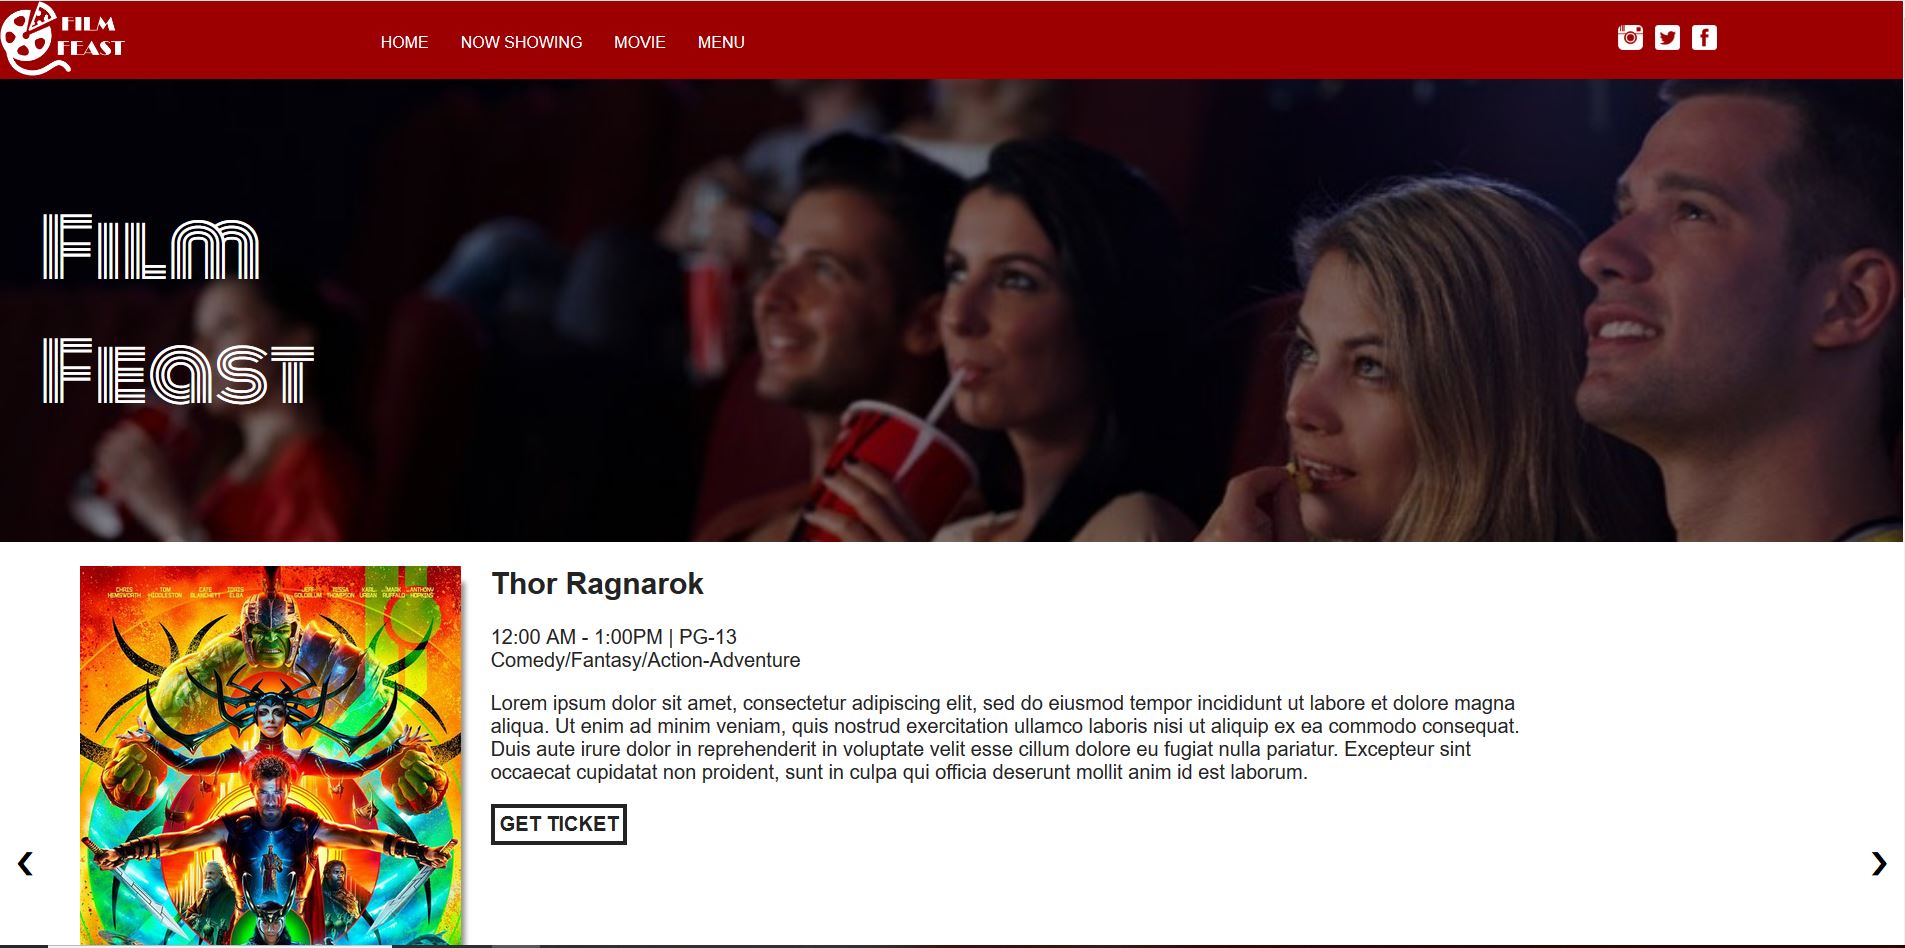 FILM
FEAST
HOME NOW SHOWING MOVIE MENU
Film
Feast
CHRIS HEMSWORTH TOM HIDDLESTON CATE BLANCHETT IDRIS ELBA JEFF GOLDBLUM TESSA THOMPSON KARL URBAN MARK RUFFALO ANTHONY HOPKINS
Thor Ragnarok
12:00 AM - 1:00PM | PG-13
Comedy/Fantasy/Action-Adventure
Lorem ipsum dolor sit amet, consectetur adipiscing elit, sed do eiusmod tempor incididunt ut labore et dolore magna
aliqua. Ut enim ad minim veniam, quis nostrud exercitation ullamco laboris nisi ut aliquip ex ea commodo consequat.
Duis aute irure dolor in reprehenderit in voluptate velit esse cillum dolore eu fugiat nulla pariatur. Excepteur sint
occaecat cupidatat non proident, sunt in culpa qui officia deserunt mollit anim id est laborum.
GET TICKET